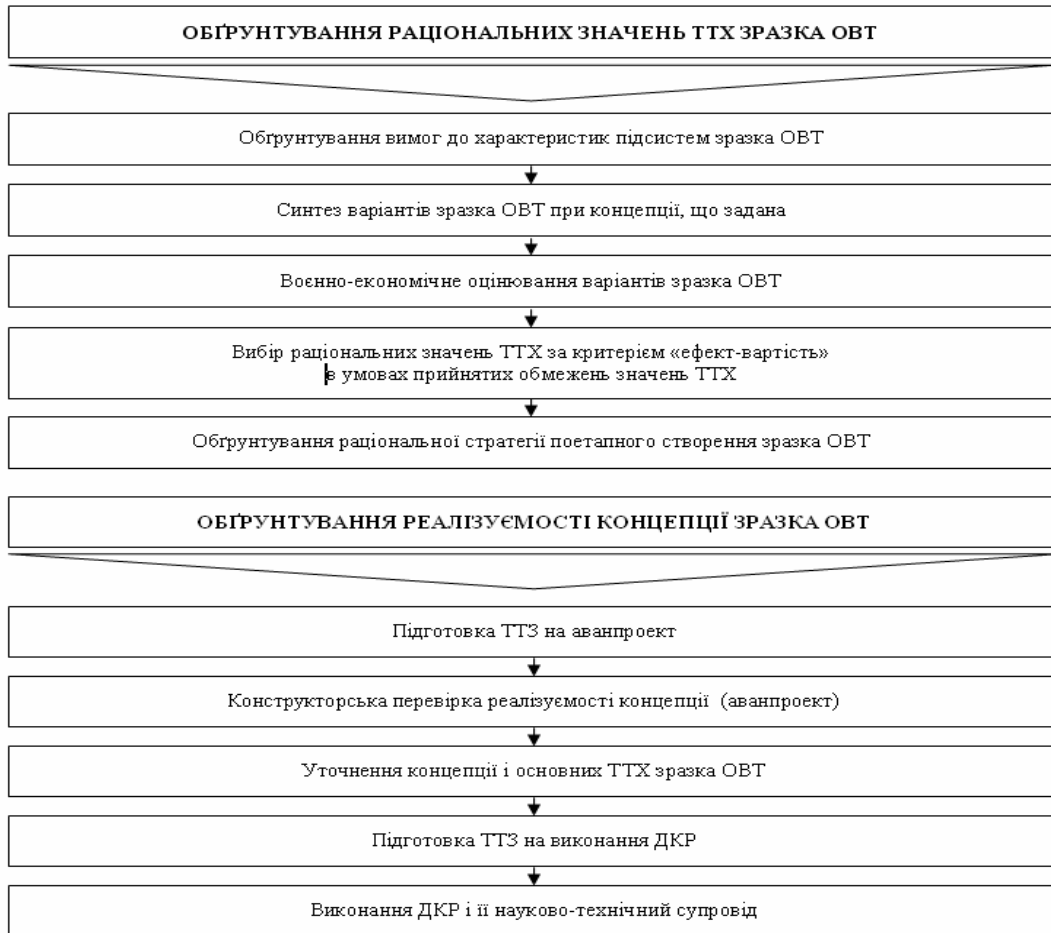 ОБҐРУНТУВАННЯ РАЦІОНАЛЬНИХ ЗНАЧЕНЬ ТТХ ЗРАЗКА ОВТ
Обґрунтування вимог до характеристик підсистем зразка ОВТ
Синтез варіантів зразка ОВТ при концепції, що задана
Воєнно-економічне оцінювання варіантів зразка ОВТ
Вибір раціональних значень ТТХ за критерієм «ефект-вартість»
в умовах прийнятих обмежень значень ТТХ
Обґрунтування раціональної стратегії поетапного створення зразка ОВТ
ОБҐРУНТУВАННЯ РЕАЛІЗУЄМОСТІ КОНЦЕПЦІЇ ЗРАЗКА ОВТ
Підготовка ТТЗ на аванпроект
Конструкторська перевірка реалізуємості концепції (аванпроект)
Уточнення концепції і основних ТТХ зразка ОВТ
Підготовка ТТЗ на виконання ДКР
Виконання ДКР і її науково-технічний супровід